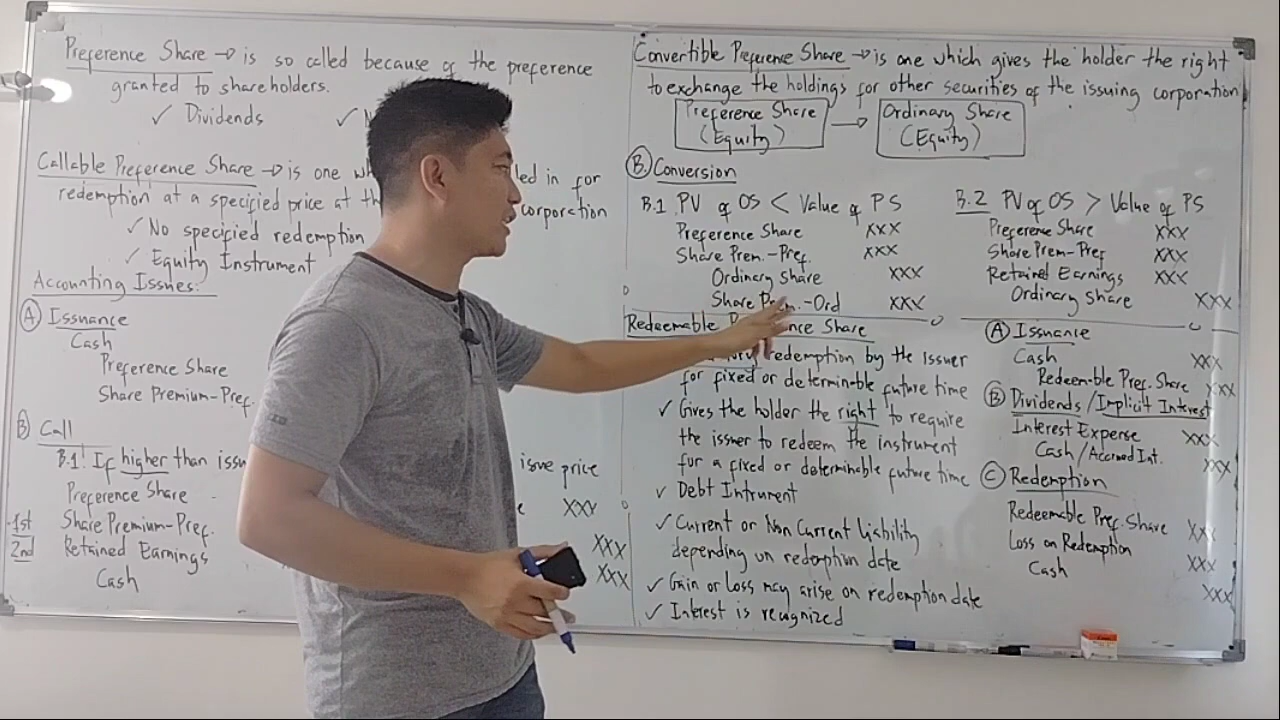 Preference Share → is so called because of the preference
granted to shareholders.
✓ Dividends ✓
Callable Preference Share → is one led in for
redemption at a specified price at corporation
✓ No specified redemption
✓ Equity Instrument
Accounting Issues:
(A) Issuance
Cash
Preference Share
Share Premium-Pref.
(B) Call
B.1 If higher than issue price
Preference Share XXX
1st Share Premium-Pref. XXX
2nd Retained Earnings XXX
Cash
Convertible Preference Share → is one which gives the holder the right
to exchange the holdings for other securities of the issuing corporation
Preference Share → Ordinary Share
(Equity) (Equity)
(B) Conversion
B.1 PV of OS < Value of PS
Preference Share XXX
Share Prem.-Pref. XXX
Ordinary Share XXX
Share Prem.-Ord XXX
B.2 PV of OS > Value of PS
Preference Share XXX
Share Prem-Pref XXX
Retained Earnings XXX
Ordinary Share XXX
Redeemable Share
redemption by the issuer
for fixed or determinable future time
✓ Gives the holder the right to require
the issuer to redeem the instrument
for a fixed or determinable future time
✓ Debt Intrument
✓ Current or Non Current liability
depending on redemption date
✓ Gain or Loss may arise on redemption date
✓ Interest is recognized
(A) Issuance
Cash XXX
Redeemable Pref. Share XXX
(B) Dividends / Implicit Interest
Interest Expense XXX
Cash/Accrued Int. XXX
(C) Redemption
Redeemable Pref. Share XXX
Loss on Redemption XXX
Cash XXX